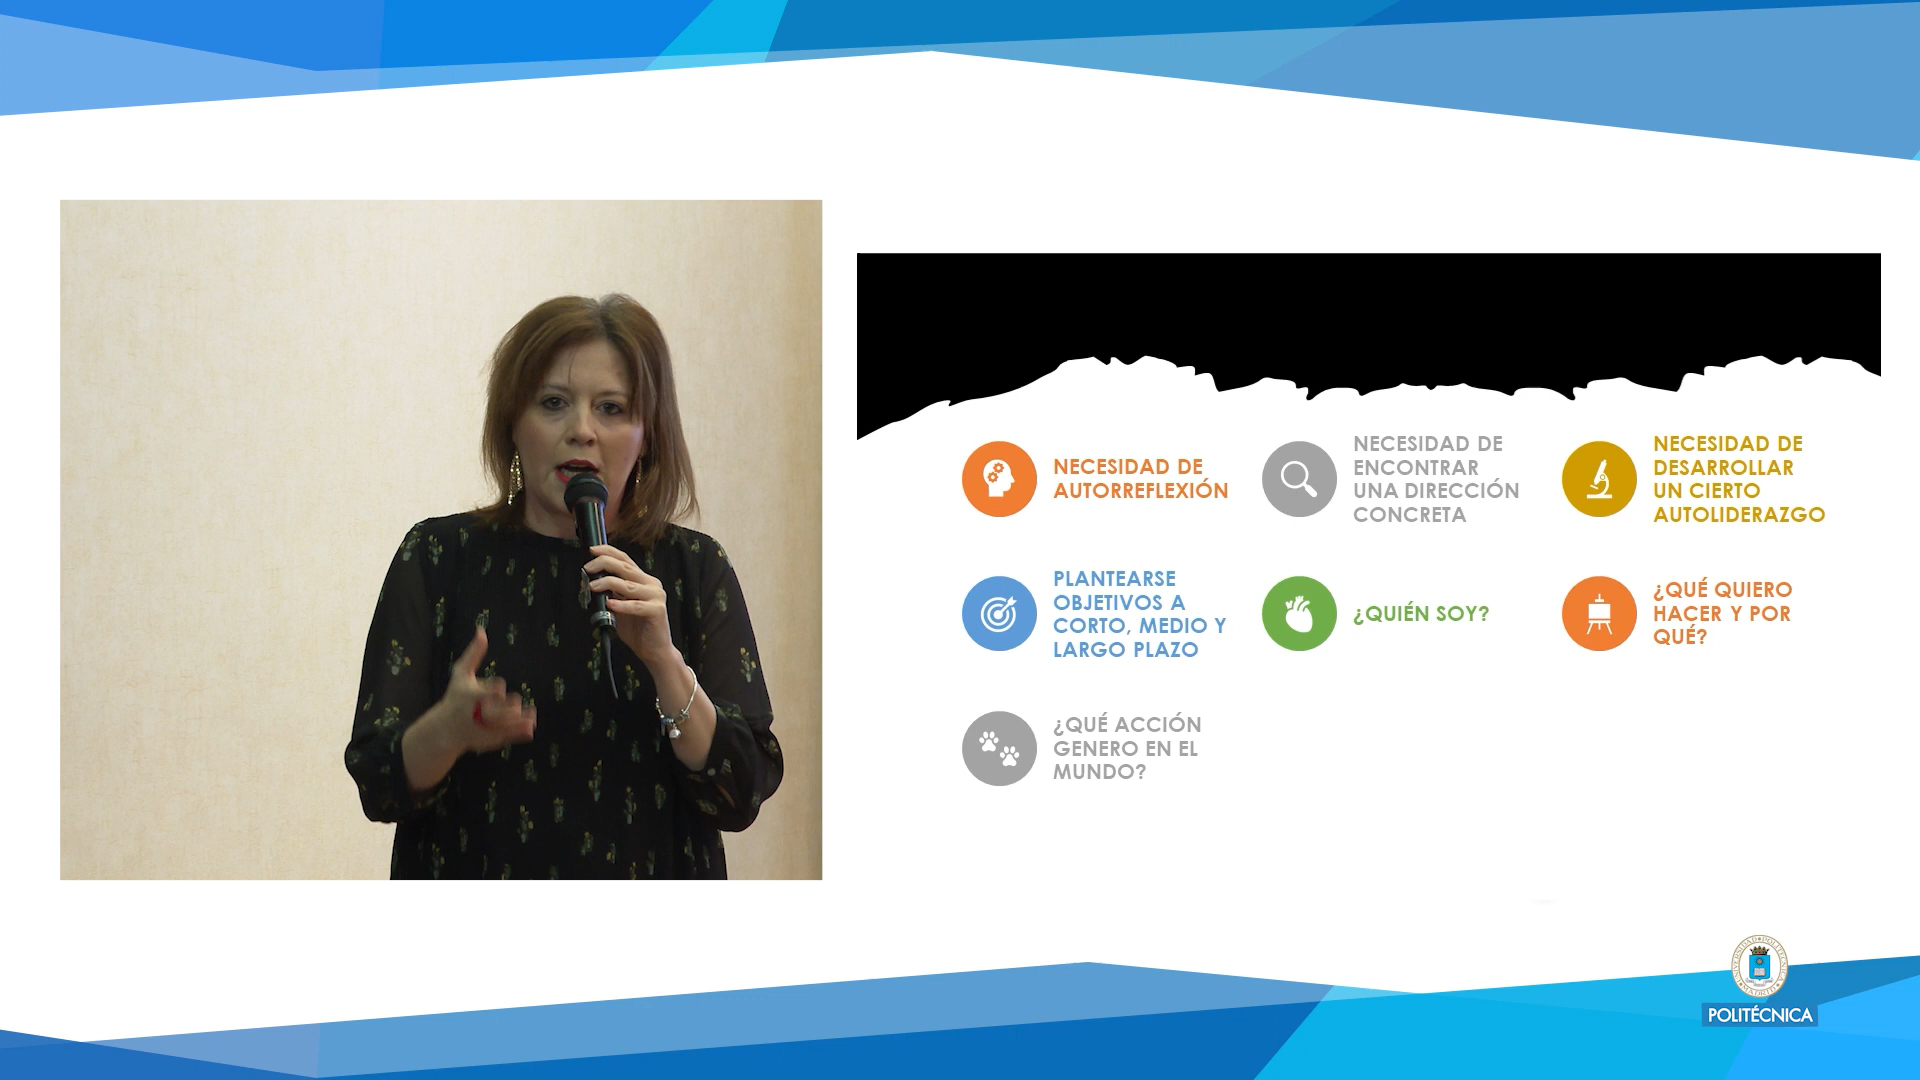 NECESIDAD DE
AUTORREFLEXIÓN
NECESIDAD DE
ENCONTRAR
UNA DIRECCIÓN
CONCRETA
NECESIDAD DE
DESARROLLAR
UN CIERTO
AUTOLIDERAZGO
PLANTEARSE
OBJETIVOS A
CORTO, MEDIO Y
LARGO PLAZO
¿QUIÉN SOY?
¿QUÉ QUIERO
HACER Y POR
QUÉ?
¿QUÉ ACCIÓN
GENERO EN EL
MUNDO?
POLITÉCNICA